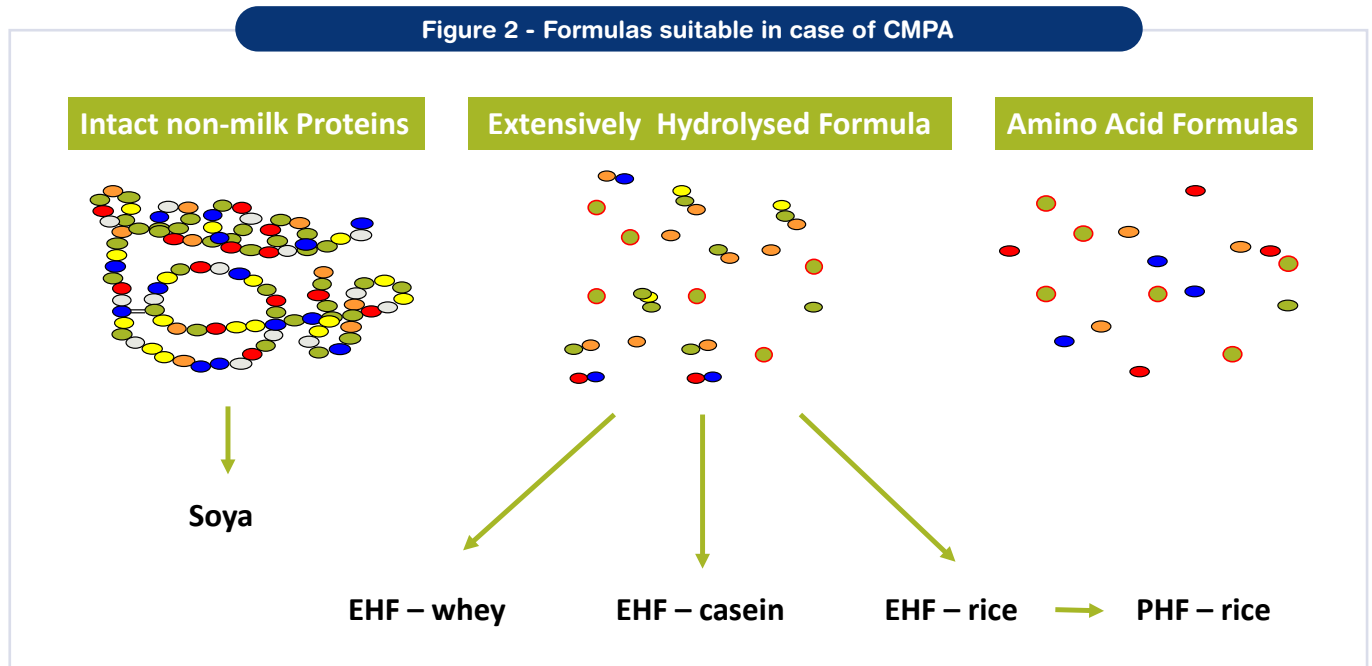 Figure 2 - Formulas suitable in case of CMPA
Intact non-milk Proteins
Extensively Hydrolysed Formula
Amino Acid Formulas
Soya
EHF – whey
EHF – casein
EHF – rice
PHF – rice